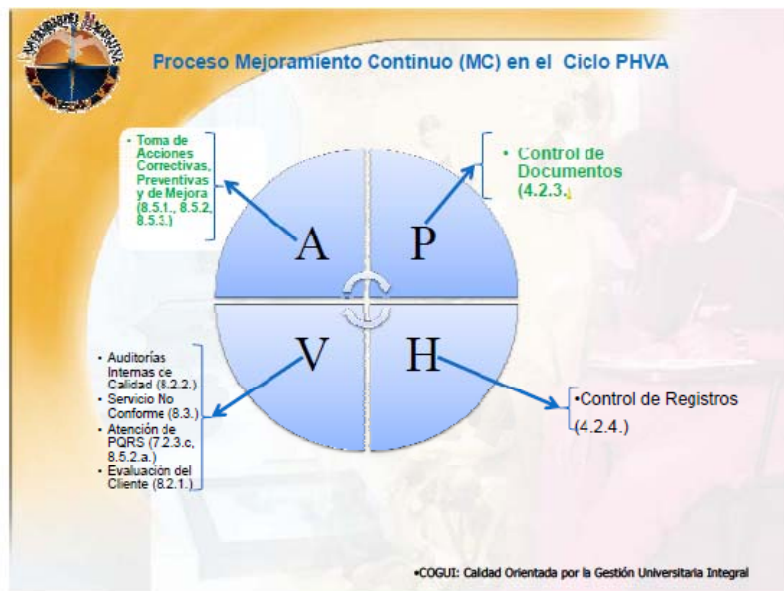 Proceso Mejoramiento Continuo (MC) en el Ciclo PHVA
• Toma de
Acciones
Correctivas,
Preventivas
y de Mejora
(8.5.1., 8.5.2,
8.5.3.)
• Control de
Documentos
(4.2.3.)
A
P
V
H
• Auditorías
Internas de
Calidad (8.2.2.)
• Servicio No
Conforme (8.3.)
• Atención de
PQRS (7.2.3.c,
8.5.2.a.)
• Evaluación del
Cliente (8.2.1.)
•Control de Registros
(4.2.4.)
•COGUI: Calidad Orientada por la Gestión Universitaria Integral